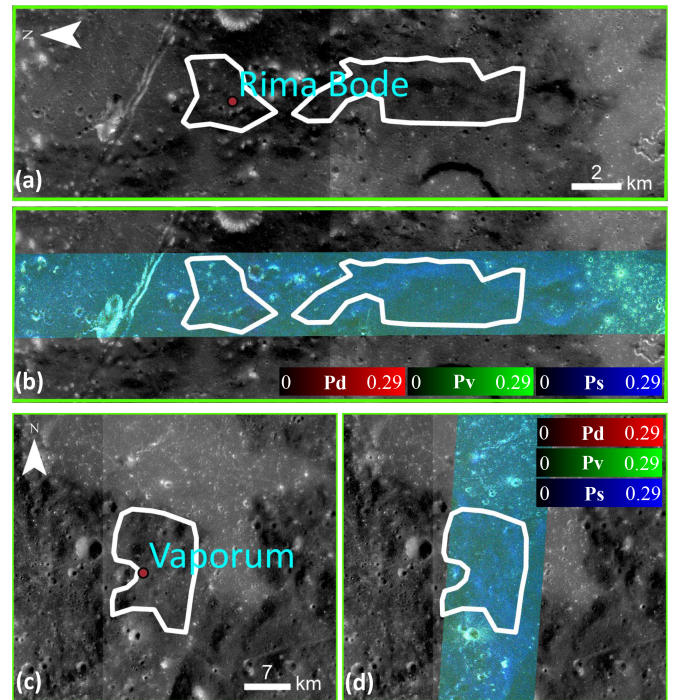 N
Rima Bode
2
km
(a)
(b)
0 Pd 0.29 0 Pv 0.29 0 Ps 0.29
N
Vaporum
7
km
(c)
0 Pd 0.29
0 Pv 0.29
0 Ps 0.29
(d)